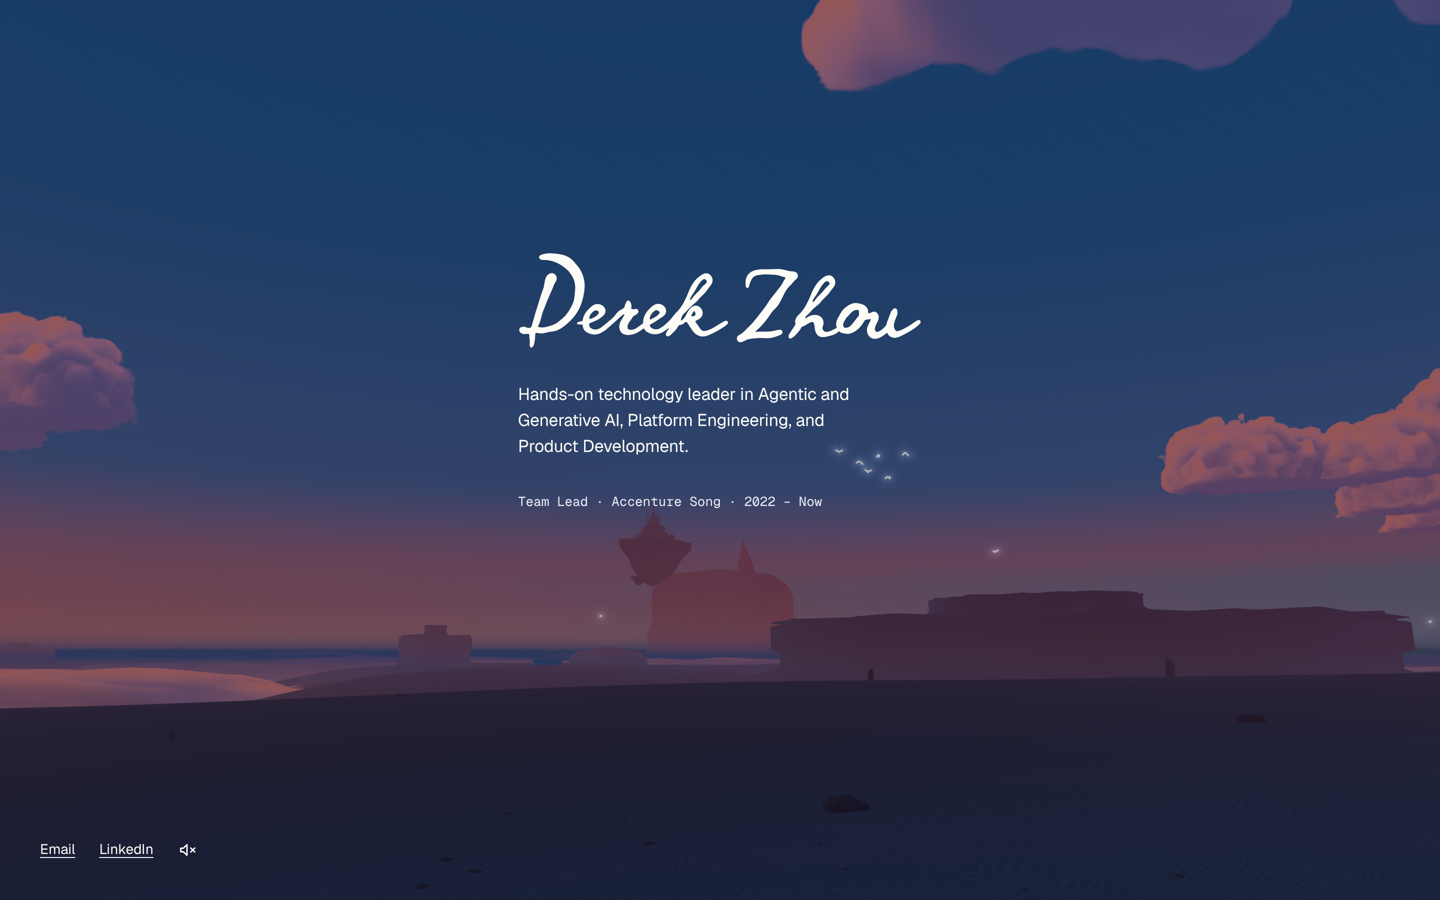 Derek Zhou
Hands-on technology leader in Agentic and
Generative AI, Platform Engineering, and
Product Development.
Team Lead · Accenture Song · 2022 – Now
Email LinkedIn